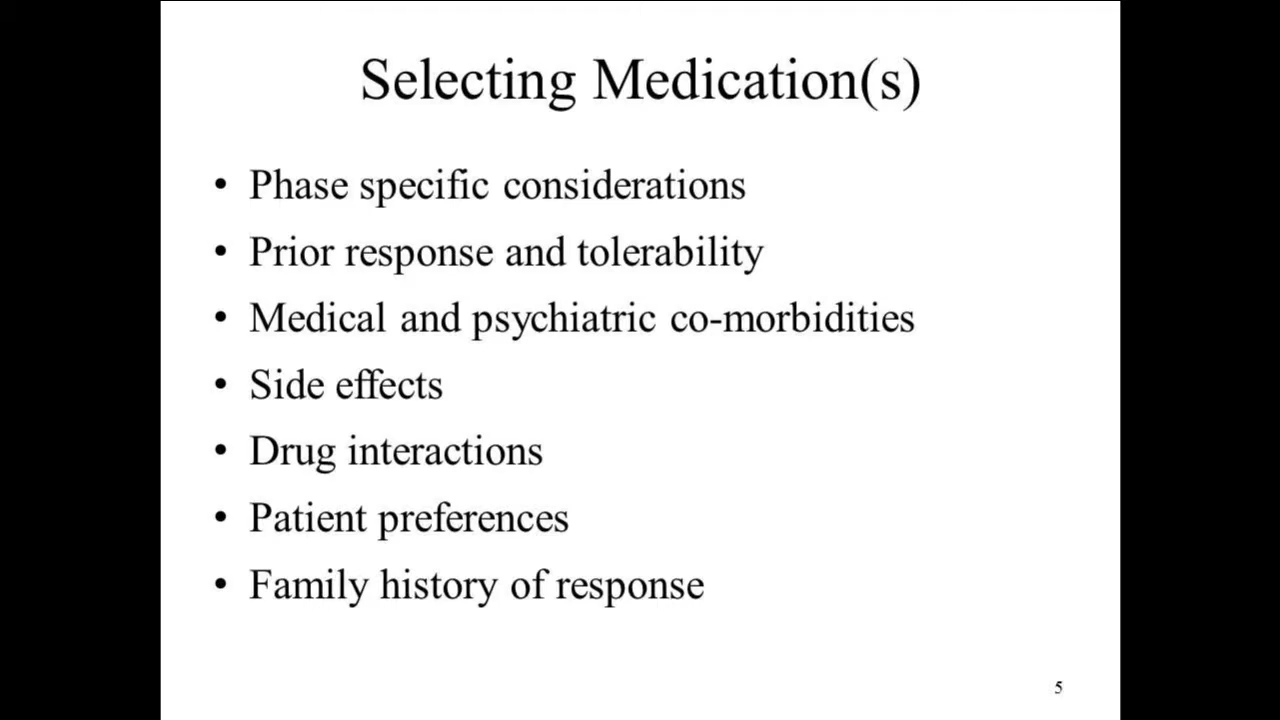 Selecting Medication(s)
• Phase specific considerations
• Prior response and tolerability
• Medical and psychiatric co-morbidities
• Side effects
• Drug interactions
• Patient preferences
• Family history of response
5